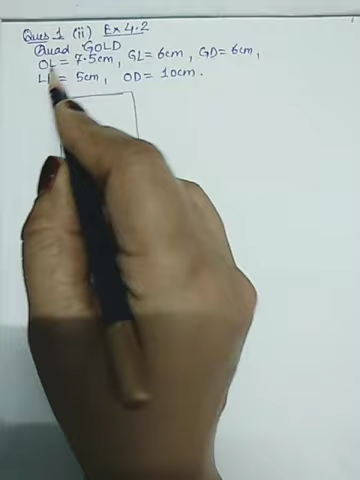 Ques 1 (ii) Ex 4.2
Quad GOLD
OL = 7.5cm, GL = 6cm, GD = 6cm,
= 5cm, OD = 10cm.